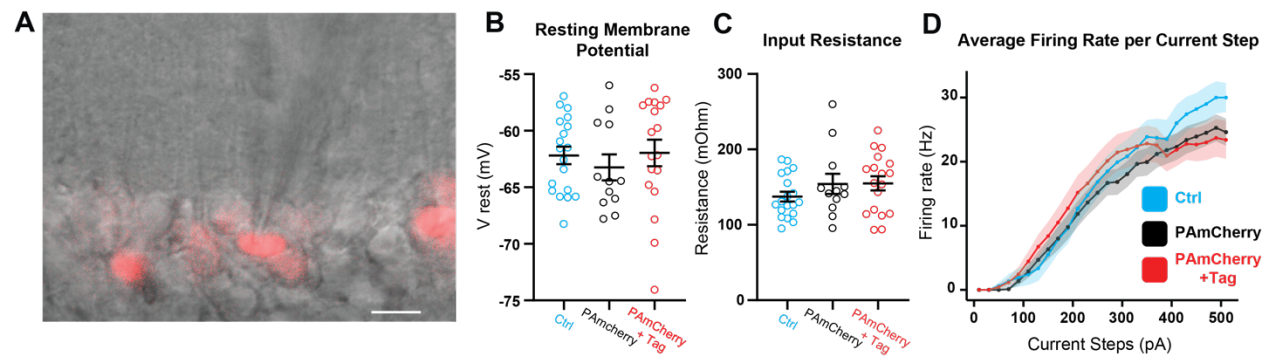 A
B
Resting Membrane
Potential
V rest (mV)
-55
-60
-65
-70
-75
Ctrl
PAmcherry
PAmCherry
+ Tag
C
Input Resistance
Resistance (mOhm)
300
200
100
0
Ctrl
PAmCherry
PAmCherry
+ Tag
D
Average Firing Rate per Current Step
Firing rate (Hz)
30
20
10
0
0
100
200
300
400
500
Current Steps (pA)
Ctrl
PAmCherry
PAmCherry
+Tag